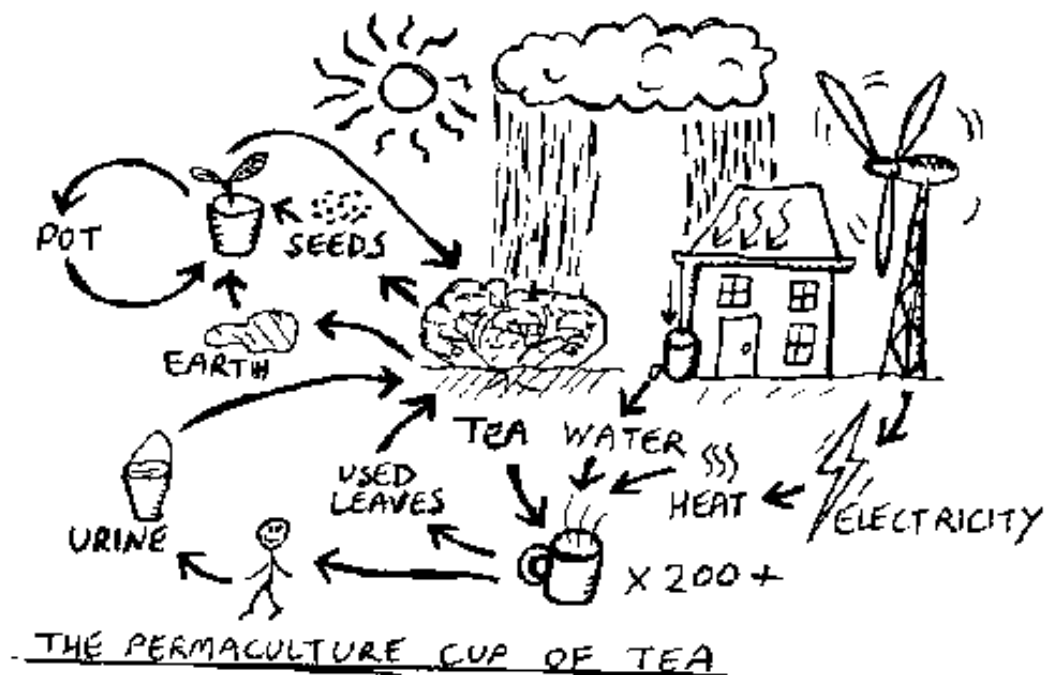 POT
SEEDS
EARTH
TEA
WATER
USED
LEAVES
HEAT
ELECTRICITY
URINE
X 200 +
THE PERMACULTURE CUP OF TEA